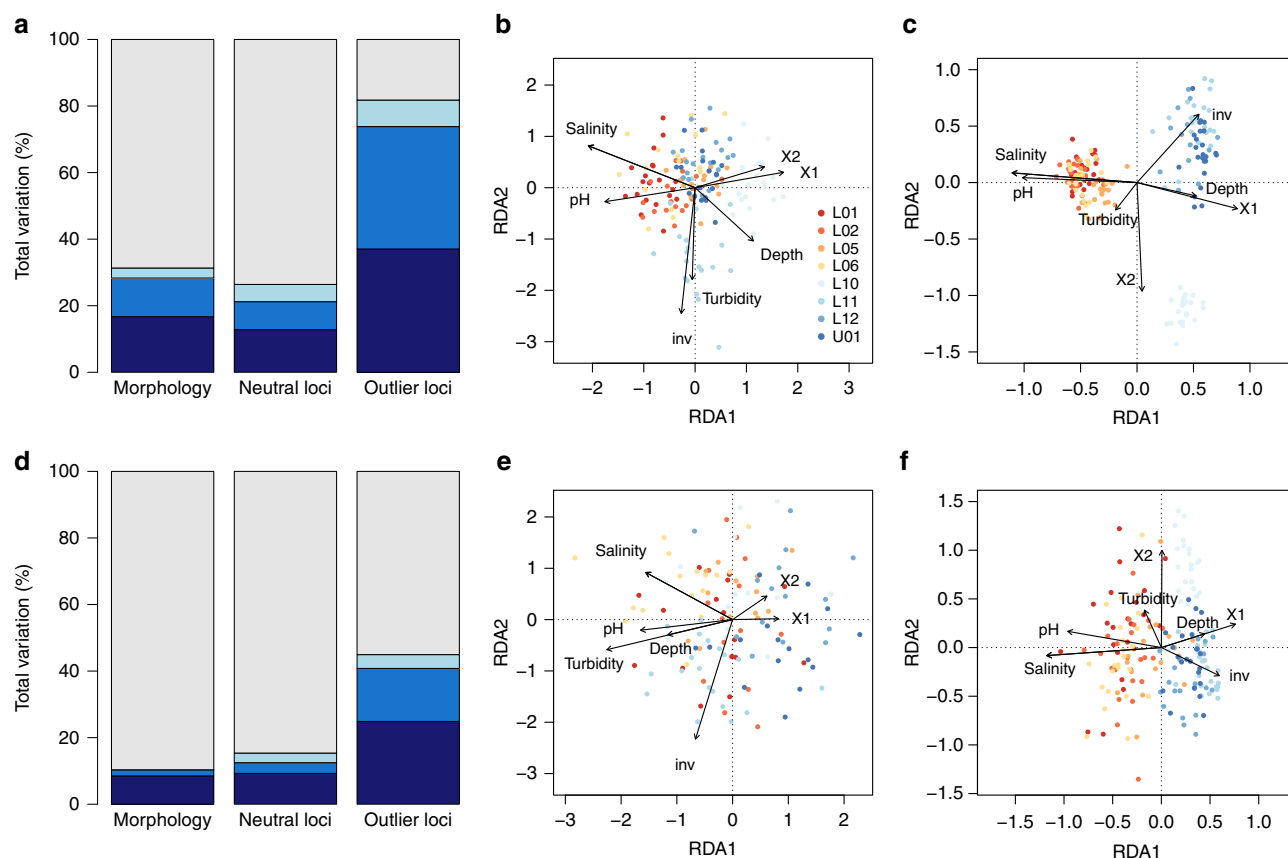 a
100
80
60
40
20
0
Total variation (%)
Morphology
Neutral loci
Outlier loci
b
2
1
0
−1
−2
−3
RDA2
Salinity
pH
X2
X1
Depth
Turbidity
inv
L01
L02
L05
L06
L10
L11
L12
U01
−2
−1
0
1
2
3
RDA1
c
1.0
0.5
0.0
−0.5
−1.0
−1.5
RDA2
inv
Salinity
pH
Depth
X1
Turbidity
X2
−1.0
−0.5
0.0
0.5
1.0
RDA1
d
100
80
60
40
20
0
Total variation (%)
Morphology
Neutral loci
Outlier loci
e
2
1
0
−1
−2
−3
RDA2
Salinity
X2
X1
pH
Turbidity
Depth
inv
−3
−2
−1
0
1
2
RDA1
f
1.5
1.0
0.5
0.0
−0.5
−1.0
−1.5
RDA2
X2
Turbidity
Depth
X1
pH
Salinity
inv
−1.5
−1.0
−0.5
0.0
0.5
1.0
RDA1